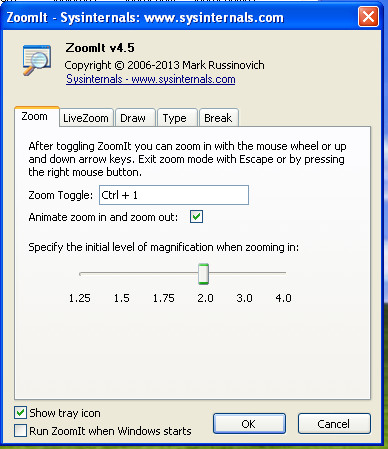 ZoomIt - Sysinternals: www.sysinternals.com
ZoomIt v4.5
Copyright © 2006-2013 Mark Russinovich
Sysinternals - www.sysinternals.com
Zoom LiveZoom Draw Type Break
After toggling ZoomIt you can zoom in with the mouse wheel or up
and down arrow keys. Exit zoom mode with Escape or by pressing
the right mouse button.
Zoom Toggle: Ctrl + 1
Animate zoom in and zoom out:
Specify the initial level of magnification when zooming in:
1.25 1.5 1.75 2.0 3.0 4.0
Show tray icon
Run ZoomIt when Windows starts
OK Cancel